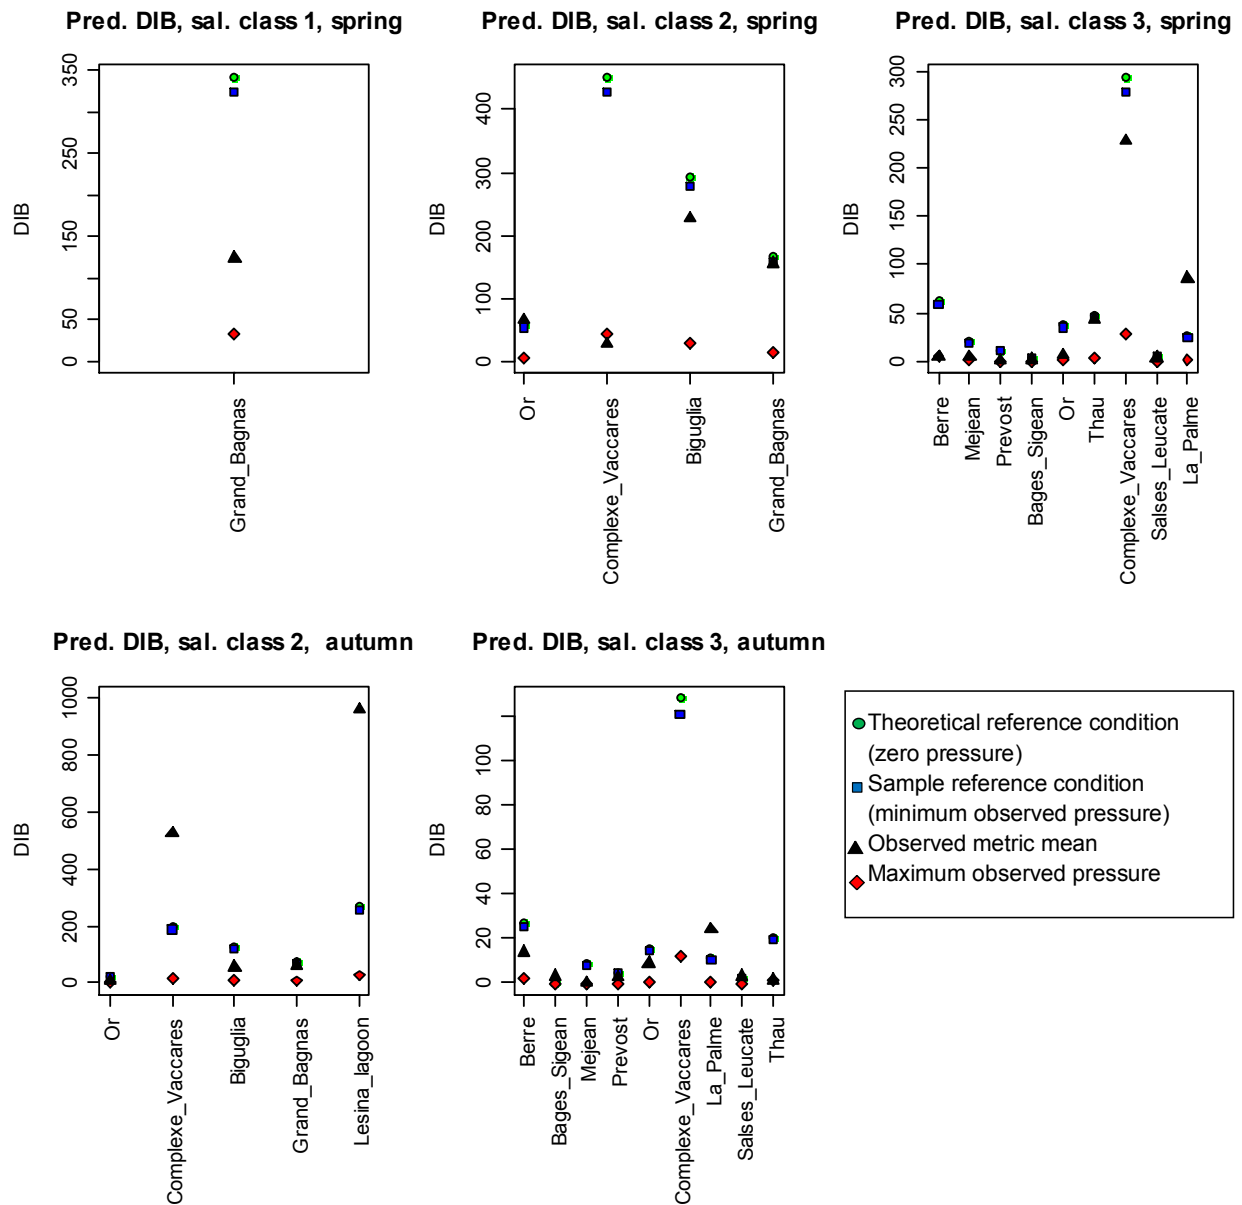 Pred. DIB, sal. class 1, spring
DIB
0
50
150
250
350
Grand_Bagnas
Pred. DIB, sal. class 2, spring
DIB
0
100
200
300
400
Or
Complexe_Vaccares
Biguglia
Grand_Bagnas
Pred. DIB, sal. class 3, spring
DIB
0
50
100
150
200
250
300
Berre
Mejean
Prevost
Bages_Sigean
Or
Thau
Complexe_Vaccares
Salses_Leucate
La_Palme
Pred. DIB, sal. class 2, autumn
DIB
0
200
400
600
800
1000
Or
Complexe_Vaccares
Biguglia
Grand_Bagnas
Lesina_lagoon
Pred. DIB, sal. class 3, autumn
DIB
0
20
40
60
80
100
Berre
Bages_Sigean
Mejean
Prevost
Or
Complexe_Vaccares
La_Palme
Salses_Leucate
Thau
Theoretical reference condition
(zero pressure)
Sample reference condition
(minimum observed pressure)
Observed metric mean
Maximum observed pressure